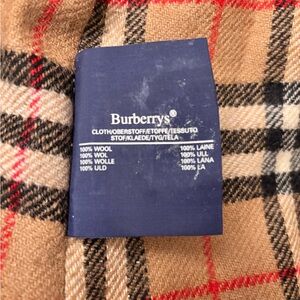 Burberrys®
CLOTH/OBERSTOFF/ETOFFE/TESSUTO
STOF/KLAEDE/TYG/TELA
100% WOOL 100% LAINE
100% WOL 100% ULL
100% WOLLE 100% LANA
100% ULD 100%